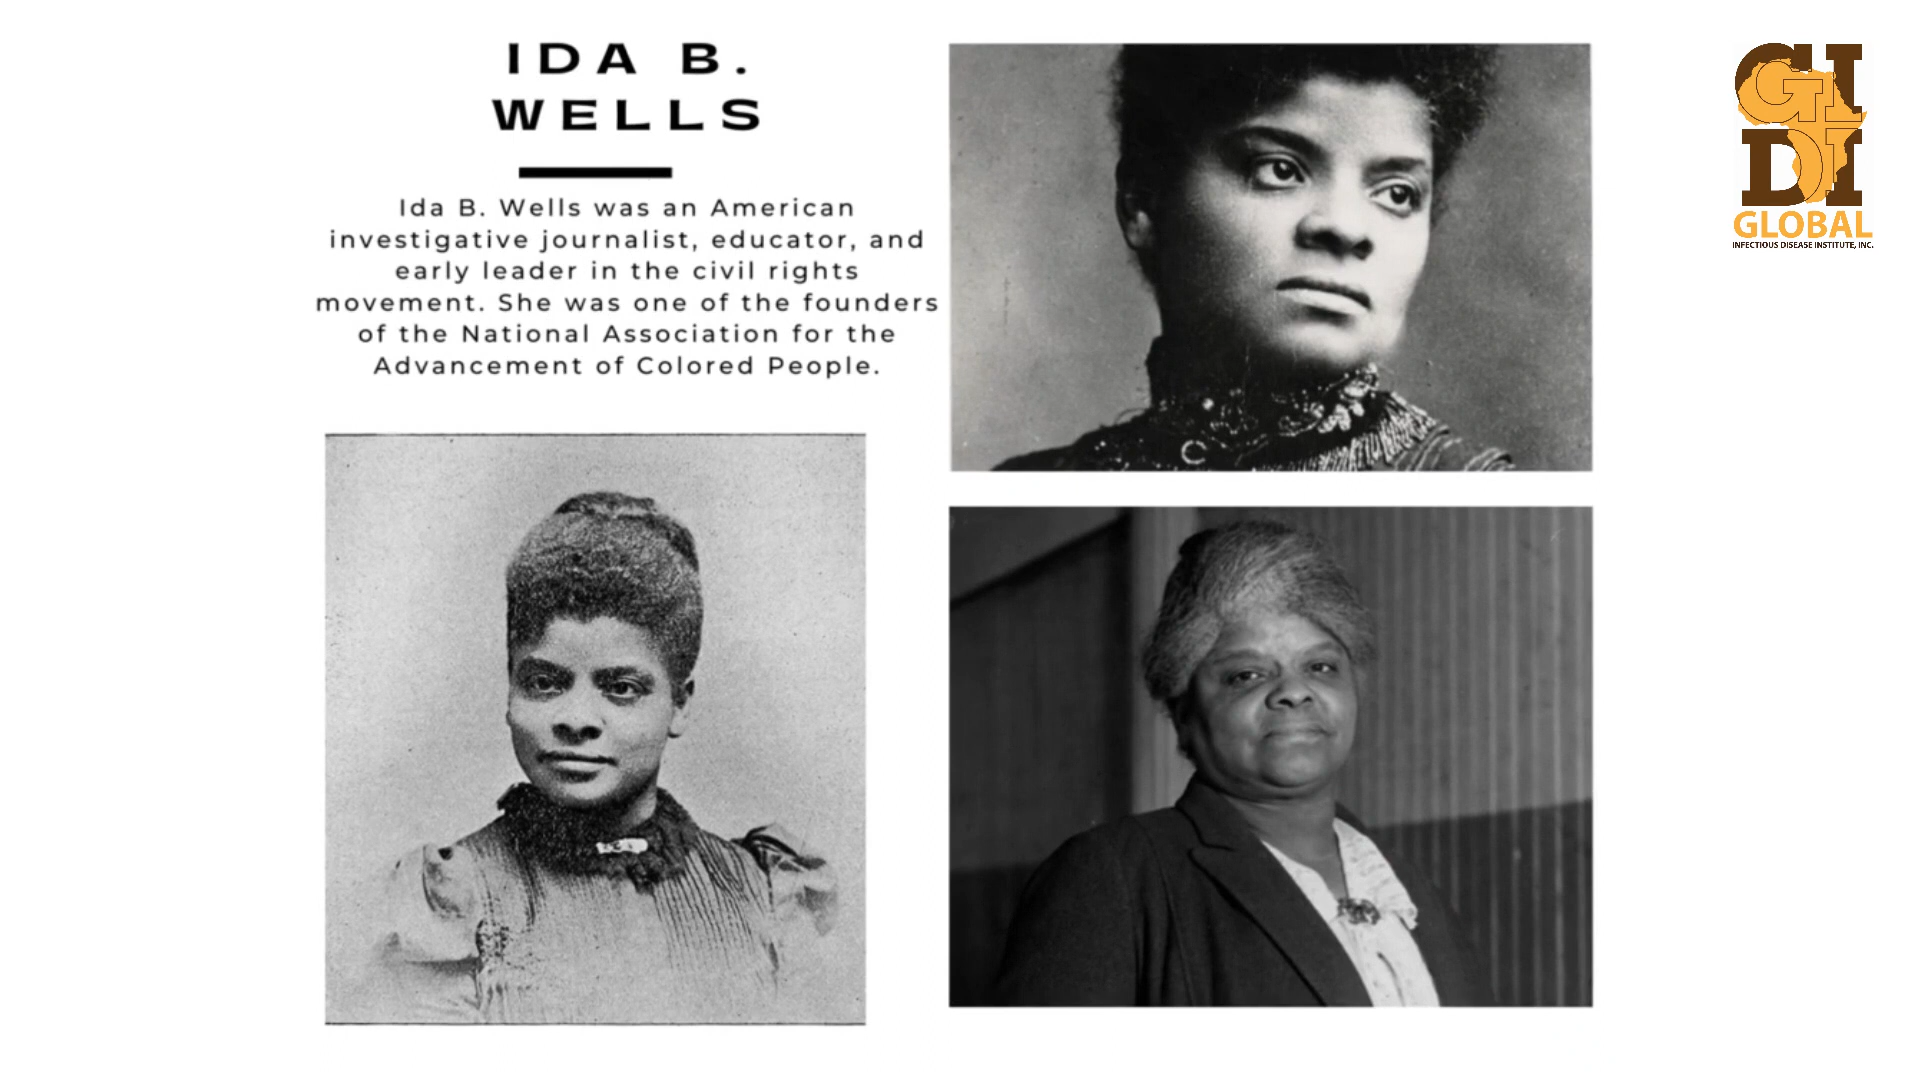 IDA B.
WELLS
Ida B. Wells was an American
investigative journalist, educator, and
early leader in the civil rights
movement. She was one of the founders
of the National Association for the
Advancement of Colored People.
GI
DI
GLOBAL
INFECTIOUS DISEASE INSTITUTE, INC.